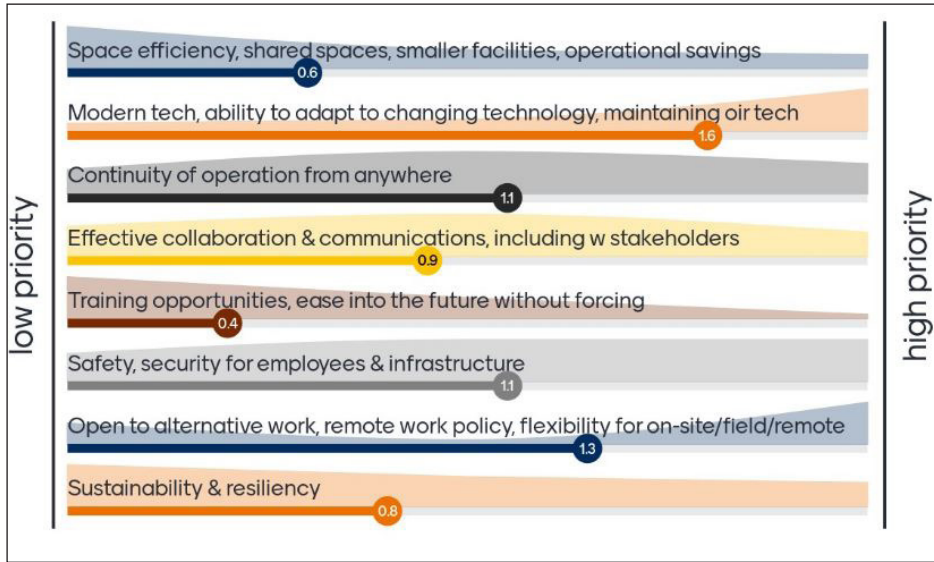 Space efficiency, shared spaces, smaller facilities, operational savings
0.6
Modern tech, ability to adapt to changing technology, maintaining oir tech
1.6
Continuity of operation from anywhere
1.1
Effective collaboration & communications, including w stakeholders
0.9
Training opportunities, ease into the future without forcing
0.4
Safety, security for employees & infrastructure
1.1
Open to alternative work, remote work policy, flexibility for on-site/field/remote
1.3
Sustainability & resiliency
0.8
low priority
high priority